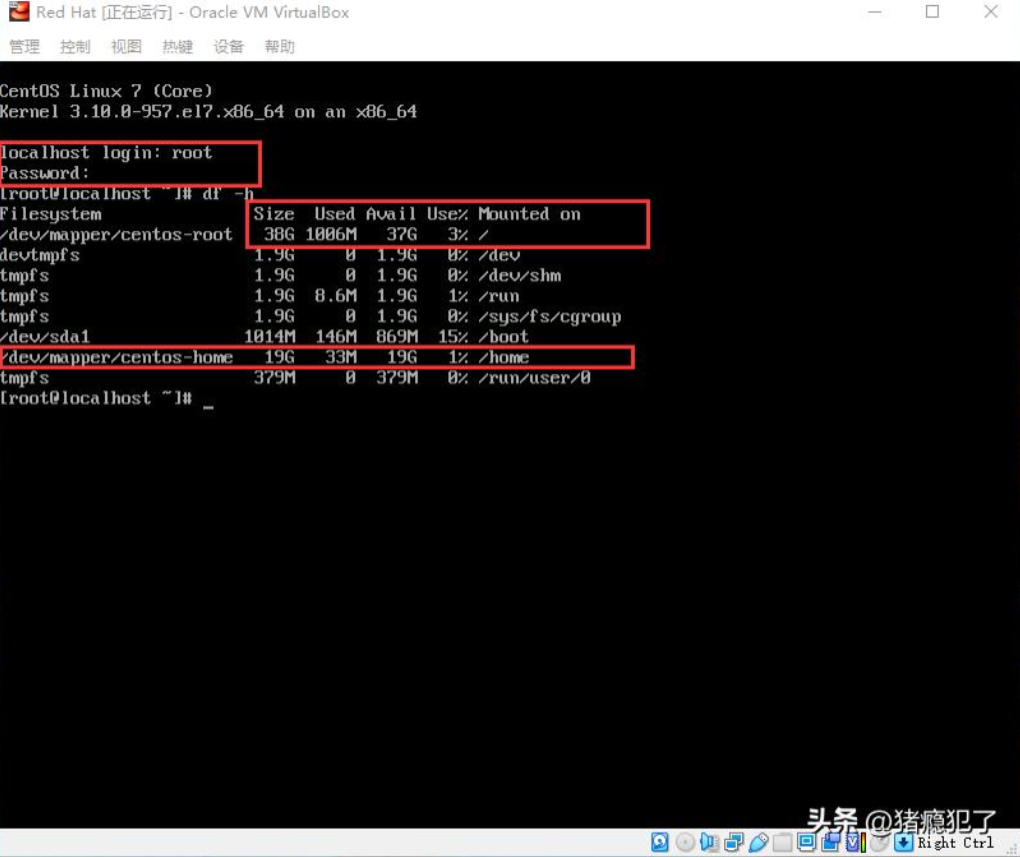 Red Hat [正在运行] - Oracle VM VirtualBox
管理 控制 视图 热键 设备 帮助
CentOS Linux 7 (Core)
Kernel 3.10.0-957.el7.x86_64 on an x86_64
localhost login: root
Password:
[root@localhost ~]# df -h
Filesystem Size Used Avail Use% Mounted on
/dev/mapper/centos-root 38G 1006M 37G 3% /
devtmpfs 1.9G 0 1.9G 0% /dev
tmpfs 1.9G 0 1.9G 0% /dev/shm
tmpfs 1.9G 8.6M 1.9G 1% /run
tmpfs 1.9G 0 1.9G 0% /sys/fs/cgroup
/dev/sda1 1014M 146M 869M 15% /boot
/dev/mapper/centos-home 19G 33M 19G 1% /home
tmpfs 379M 0 379M 0% /run/user/0
[root@localhost ~]# _
头条 @猪瘾犯了
Right Ctrl